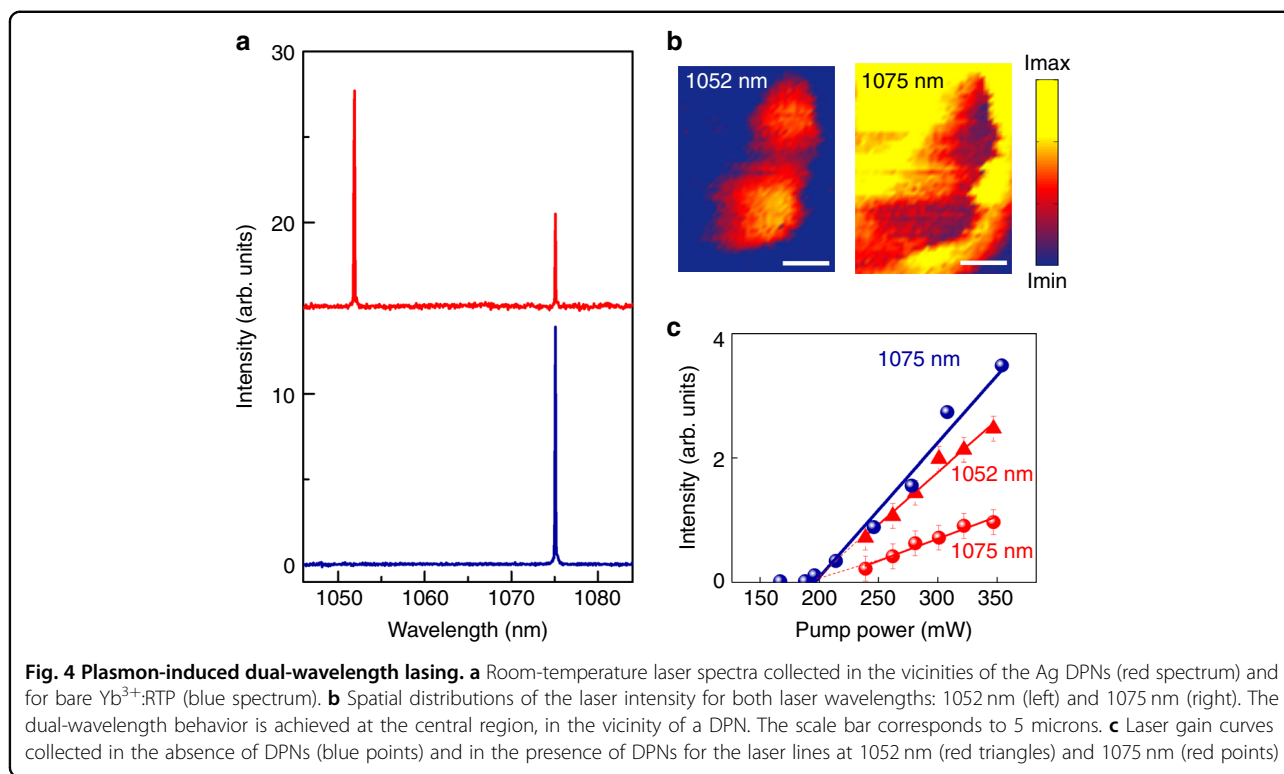 a
30
20
10
0
Intensity (arb. units)
1050 1060 1070 1080
Wavelength (nm)
b
1052 nm
1075 nm
Imax
Imin
c
4
2
0
Intensity (arb. units)
1075 nm
1052 nm
1075 nm
150 200 250 300 350
Pump power (mW)
Fig. 4 Plasmon-induced dual-wavelength lasing. a Room-temperature laser spectra collected in the vicinities of the Ag DPNs (red spectrum) and
for bare Yb³⁺:RTP (blue spectrum). b Spatial distributions of the laser intensity for both laser wavelengths: 1052 nm (left) and 1075 nm (right). The
dual-wavelength behavior is achieved at the central region, in the vicinity of a DPN. The scale bar corresponds to 5 microns. c Laser gain curves
collected in the absence of DPNs (blue points) and in the presence of DPNs for the laser lines at 1052 nm (red triangles) and 1075 nm (red points)